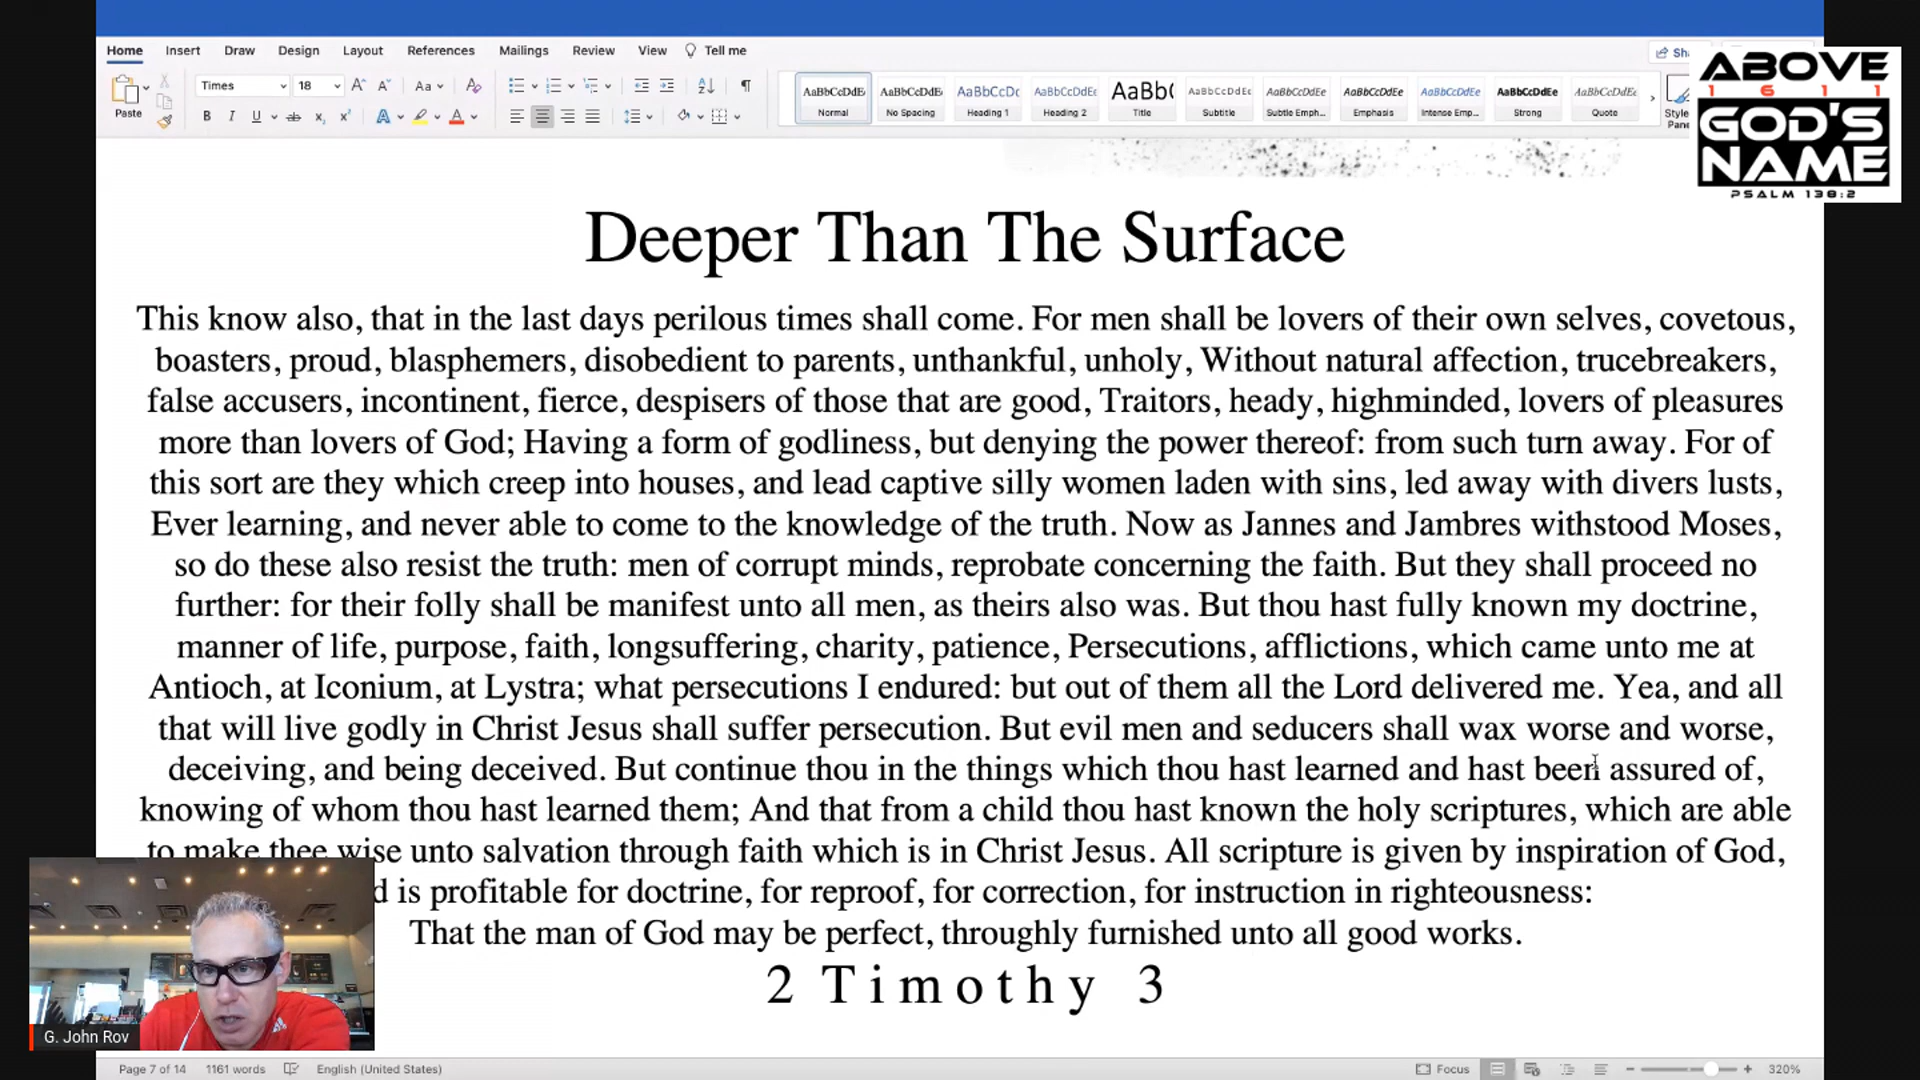 Home Insert Draw Design Layout References Mailings Review View Tell me
ABOVE
1611
GOD'S
NAME
PSALM 138:2
Paste
Times 18
AaBbCcDdEe AaBbCcDdEe AaBbCcDc AaBbCcDdEe AaBb( AaBbCcDdEe AaBbCcDdEe AaBbCcDdEe AaBbCcDdEe AaBbCcDdEe AaBbCcDdEe
Normal No Spacing Heading 1 Heading 2 Title Subtitle Subtle Emph... Emphasis Intense Emp... Strong Quote
Deeper Than The Surface
This know also, that in the last days perilous times shall come. For men shall be lovers of their own selves, covetous,
boasters, proud, blasphemers, disobedient to parents, unthankful, unholy, Without natural affection, trucebreakers,
false accusers, incontinent, fierce, despisers of those that are good, Traitors, heady, highminded, lovers of pleasures
more than lovers of God; Having a form of godliness, but denying the power thereof: from such turn away. For of
this sort are they which creep into houses, and lead captive silly women laden with sins, led away with divers lusts,
Ever learning, and never able to come to the knowledge of the truth. Now as Jannes and Jambres withstood Moses,
so do these also resist the truth: men of corrupt minds, reprobate concerning the faith. But they shall proceed no
further: for their folly shall be manifest unto all men, as theirs also was. But thou hast fully known my doctrine,
manner of life, purpose, faith, longsuffering, charity, patience, Persecutions, afflictions, which came unto me at
Antioch, at Iconium, at Lystra; what persecutions I endured: but out of them all the Lord delivered me. Yea, and all
that will live godly in Christ Jesus shall suffer persecution. But evil men and seducers shall wax worse and worse,
deceiving, and being deceived. But continue thou in the things which thou hast learned and hast been assured of,
knowing of whom thou hast learned them; And that from a child thou hast known the holy scriptures, which are able
to make thee wise unto salvation through faith which is in Christ Jesus. All scripture is given by inspiration of God,
is profitable for doctrine, for reproof, for correction, for instruction in righteousness:
That the man of God may be perfect, throughly furnished unto all good works.
2 Timothy 3
G. John Rov
Page 7 of 14 1161 words English (United States) Focus 320%